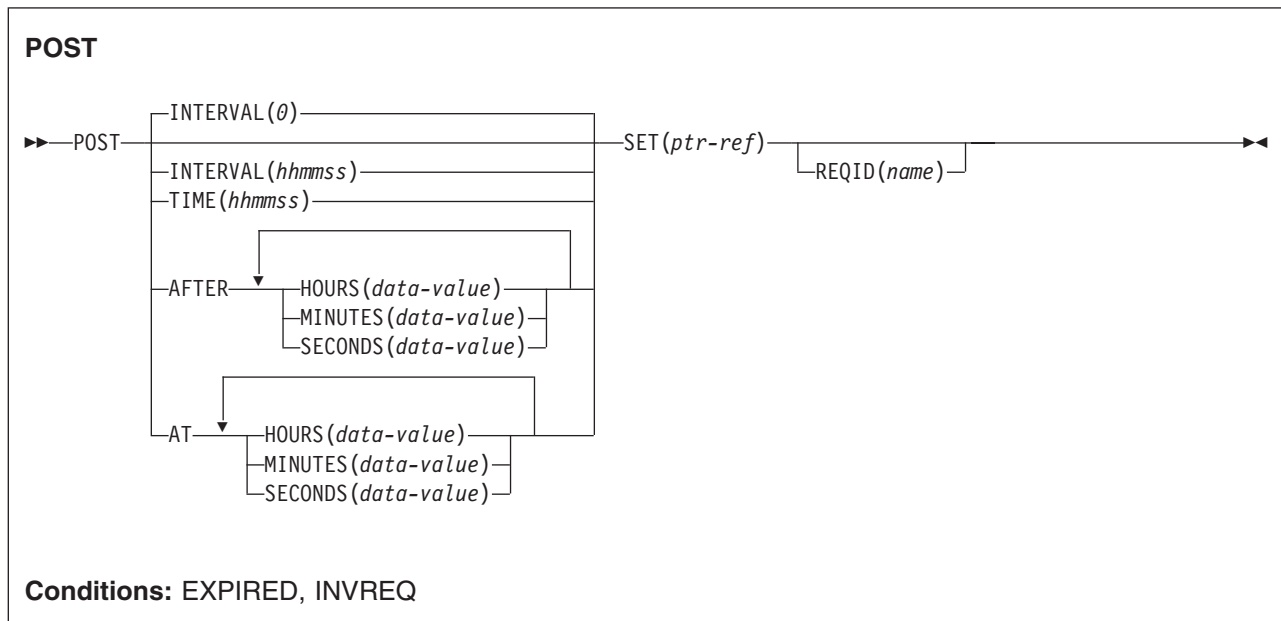 POST
INTERVAL(0)
POST SET(ptr-ref)
INTERVAL(hhmmss) REQID(name)
TIME(hhmmss)
AFTER HOURS(data-value)
MINUTES(data-value)
SECONDS(data-value)
AT HOURS(data-value)
MINUTES(data-value)
SECONDS(data-value)
Conditions: EXPIRED, INVREQ